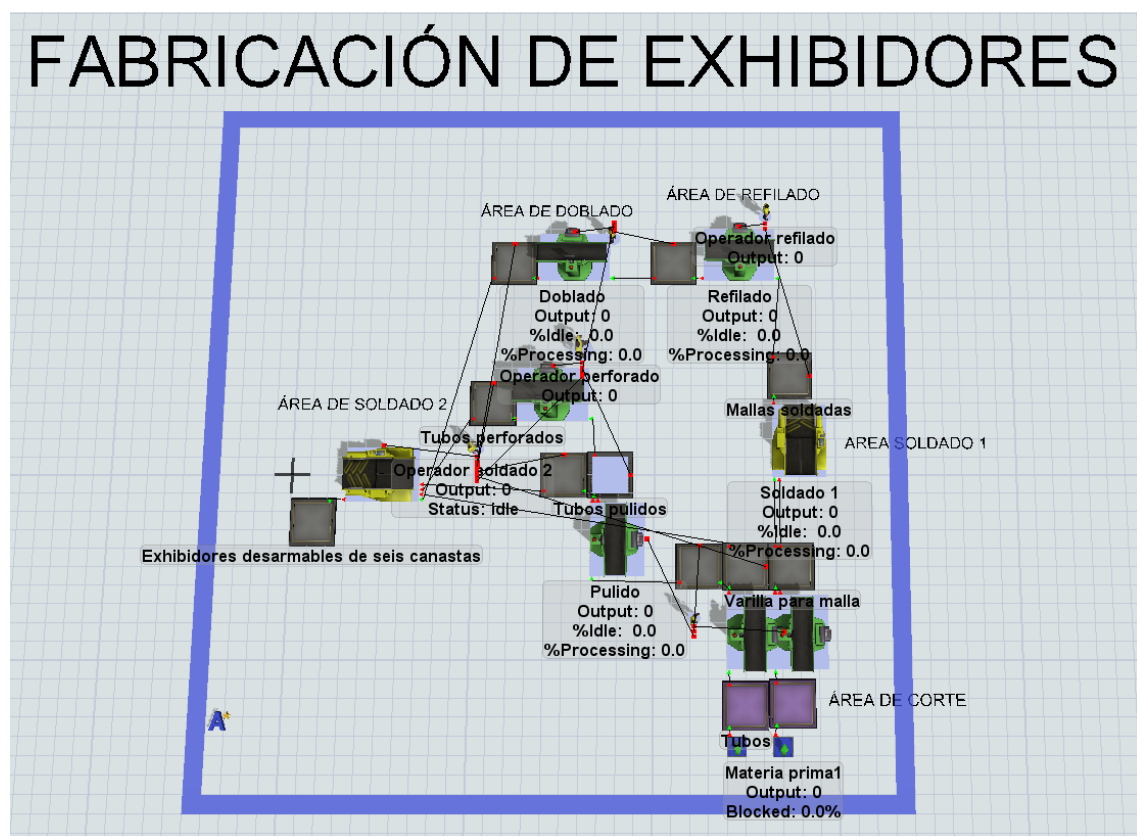 FABRICACIÓN DE EXHIBIDORES
ÁREA DE REFILADO
ÁREA DE DOBLADO
Operador refilado
Output: 0
Doblado
Output: 0
%Idle: 0.0
%Processing: 0.0
Refilado
Output: 0
%Idle: 0.0
%Processing: 0.0
Operador perforado
Output: 0
ÁREA DE SOLDADO 2
Mallas soldadas
Tubos perforados
AREA SOLDADO 1
Operador soldado 2
Output: 0
Status: idle
Soldado 1
Output: 0
%Idle: 0.0
%Processing: 0.0
Tubos pulidos
Exhibidores desarmables de seis canastas
Pulido
Output: 0
%Idle: 0.0
%Processing: 0.0
Varilla para malla
ÁREA DE CORTE
A*
Tubos
Materia prima1
Output: 0
Blocked: 0.0%